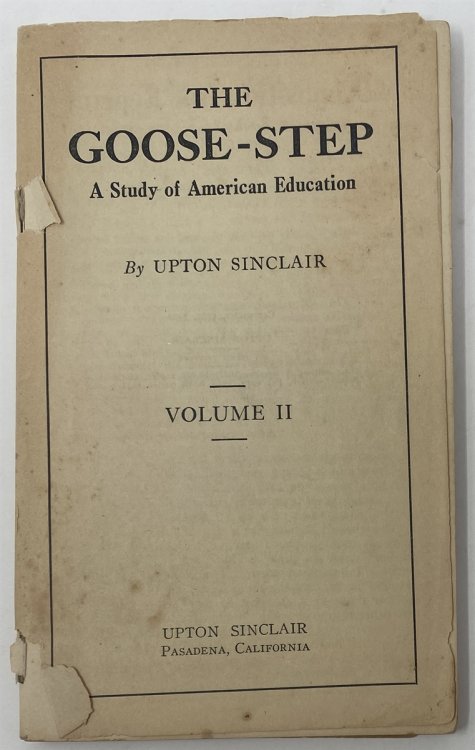 THE
GOOSE-STEP
A Study of American Education
By UPTON SINCLAIR
VOLUME II
UPTON SINCLAIR
PASADENA, CALIFORNIA